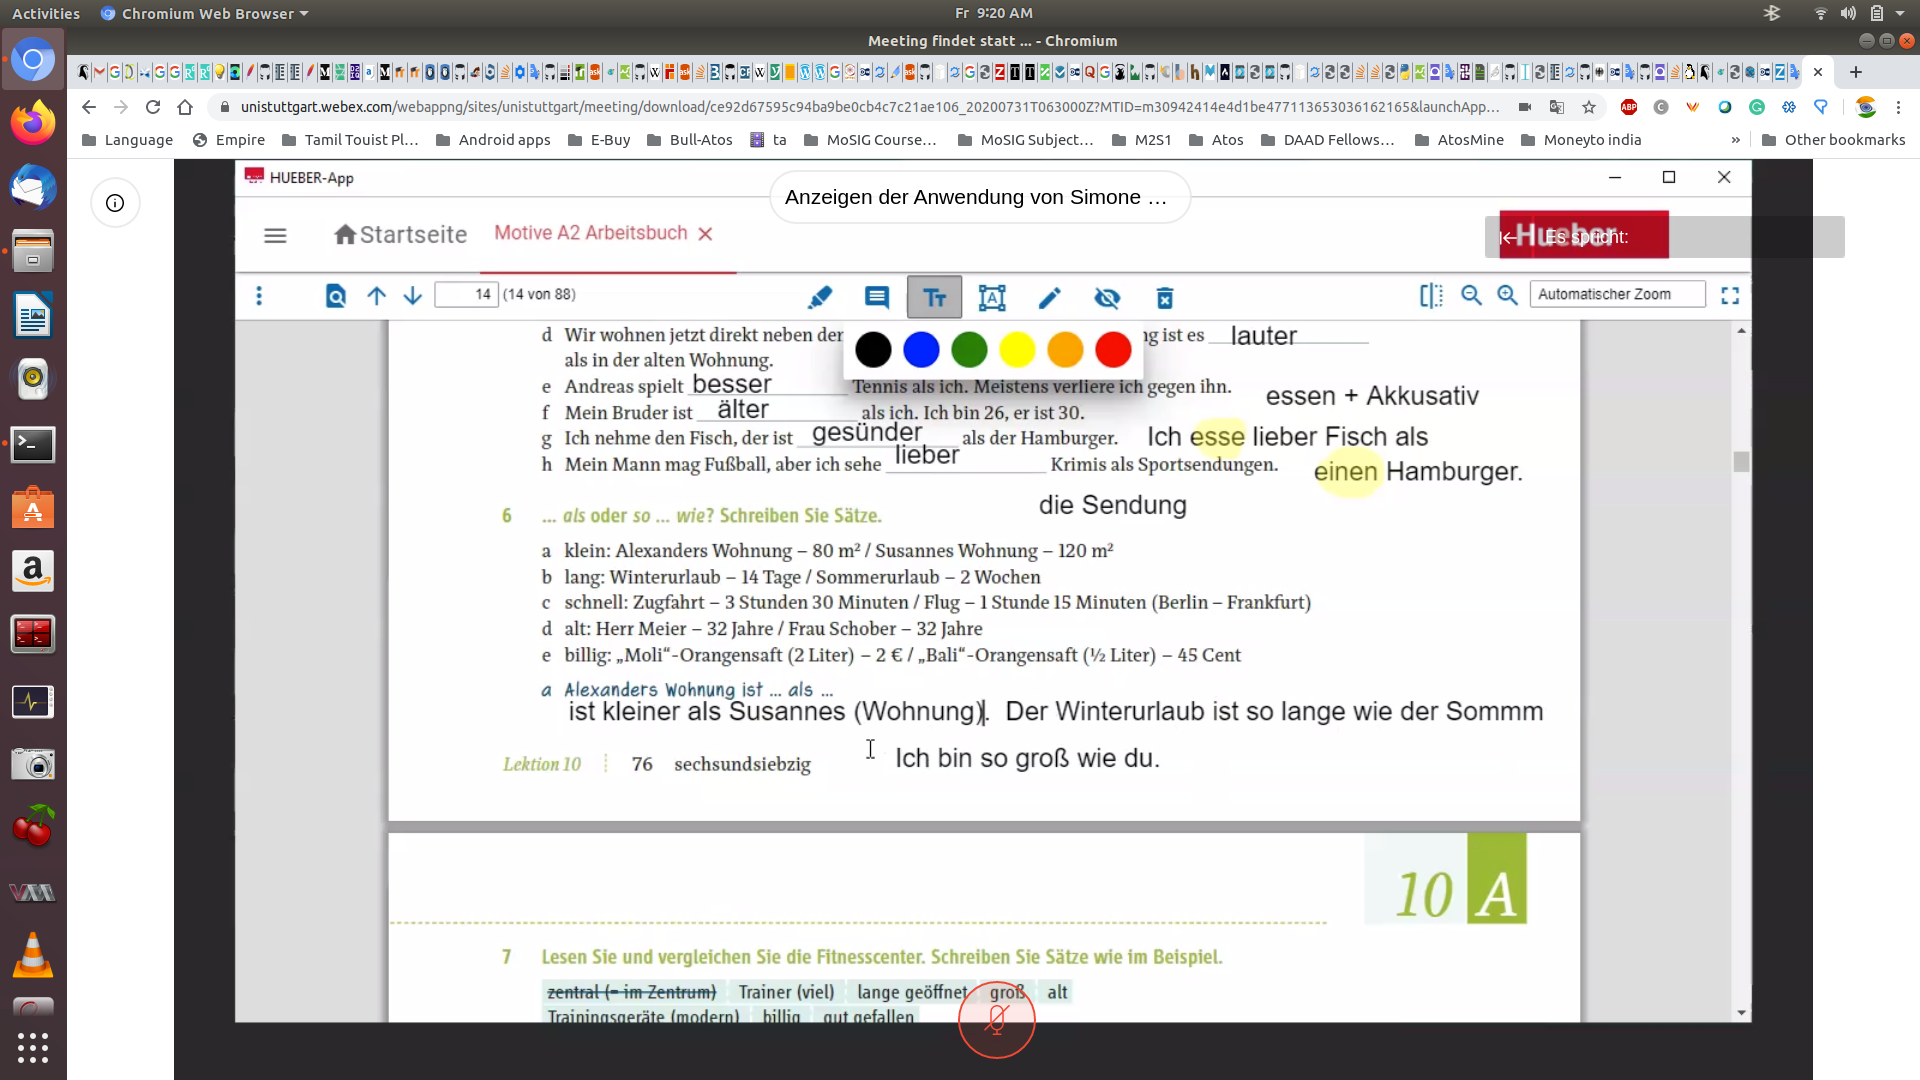 Activities
Chromium Web Browser
Fr 9:20 AM
Meeting findet statt ... - Chromium
unistuttgart.webex.com/webappng/sites/unistuttgart/meeting/download/ce92d67595c94ba9be0cb4c7c21ae106_20200731T063000Z?MTID=m30942414e4d1be477113653036162165&launchApp...
Language Empire Tamil Touist Pl... Android apps E-Buy Bull-Atos ta MoSIG Course... MoSIG Subject... M2S1 Atos DAAD Fellows... AtosMine Moneyto india » Other bookmarks
HUEBER-App
Anzeigen der Anwendung von Simone ...
Startseite
Motive A2 Arbeitsbuch
Hueber
Es spricht:
14 (14 von 88)
Automatischer Zoom
d Wir wohnen jetzt direkt neben der ng ist es lauter
als in der alten Wohnung.
e Andreas spielt besser Tennis als ich. Meistens verliere ich gegen ihn.
essen + Akkusativ
f Mein Bruder ist älter als ich. Ich bin 26, er ist 30.
g Ich nehme den Fisch, der ist gesünder als der Hamburger.
Ich esse lieber Fisch als
h Mein Mann mag Fußball, aber ich sehe lieber Krimis als Sportsendungen.
einen Hamburger.
die Sendung
6 ... als oder so ... wie? Schreiben Sie Sätze.
a klein: Alexanders Wohnung – 80 m² / Susannes Wohnung – 120 m²
b lang: Winterurlaub – 14 Tage / Sommerurlaub – 2 Wochen
c schnell: Zugfahrt – 3 Stunden 30 Minuten / Flug – 1 Stunde 15 Minuten (Berlin – Frankfurt)
d alt: Herr Meier – 32 Jahre / Frau Schober – 32 Jahre
e billig: „Moli“-Orangensaft (2 Liter) – 2 € / „Bali“-Orangensaft (½ Liter) – 45 Cent
a Alexanders Wohnung ist ... als ...
ist kleiner als Susannes (Wohnung). Der Winterurlaub ist so lange wie der Sommm
Ich bin so groß wie du.
Lektion 10 76 sechsundsiebzig
10 A
7 Lesen Sie und vergleichen Sie die Fitnesscenter. Schreiben Sie Sätze wie im Beispiel.
zentral (= im Zentrum) Trainer (viel) lange geöffnet groß alt
Trainingsgeräte (modern) billig gut gefallen